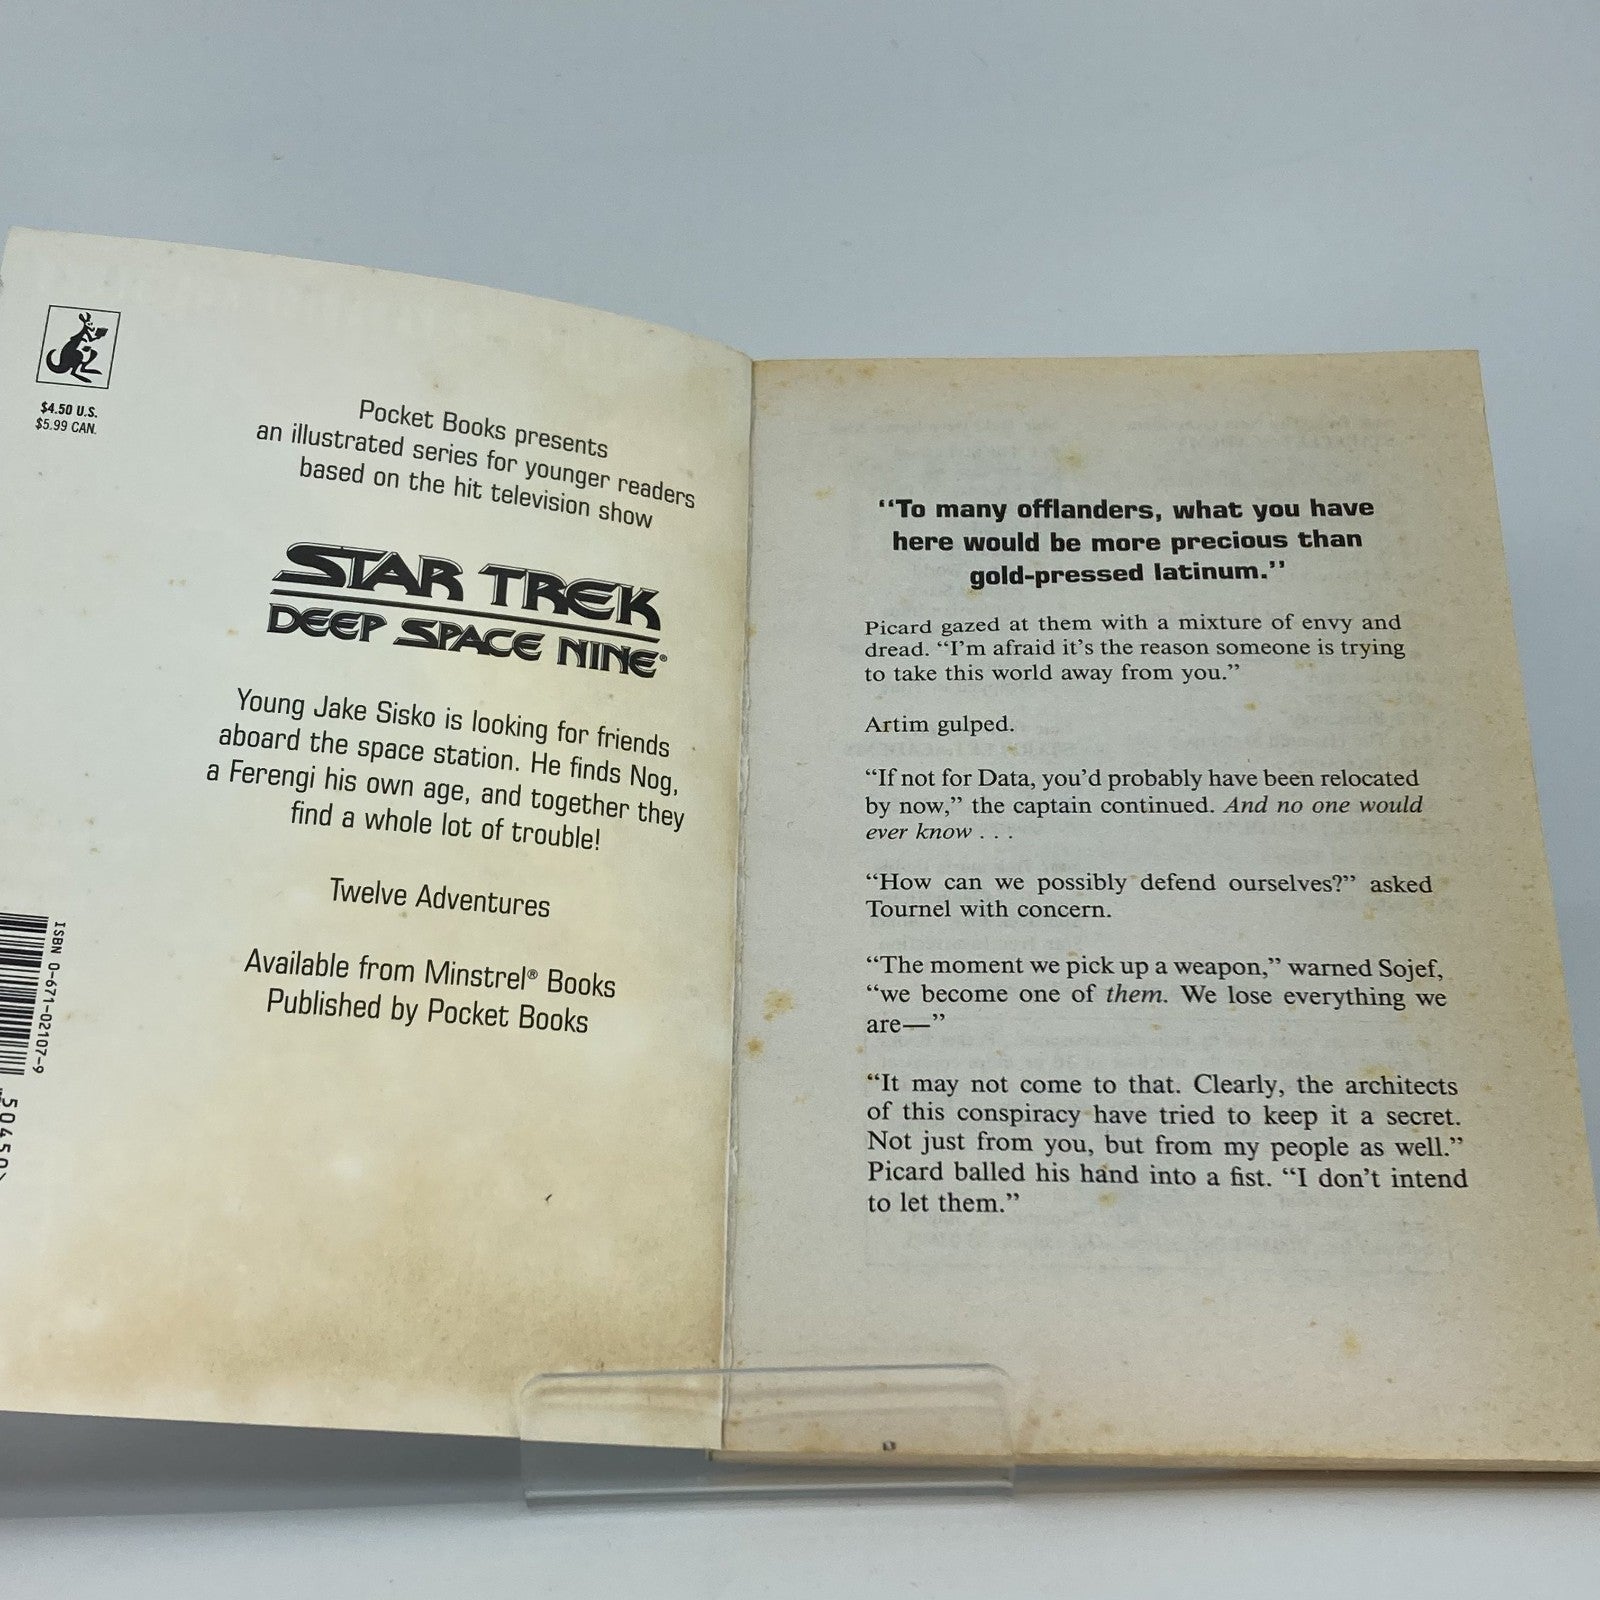 $4.50 U.S.
$5.99 CAN.
Pocket Books presents
an illustrated series for younger readers
based on the hit television show
STAR TREK
DEEP SPACE NINE®
Young Jake Sisko is looking for friends
aboard the space station. He finds Nog,
a Ferengi his own age, and together they
find a whole lot of trouble!
Twelve Adventures
Available from Minstrel® Books
Published by Pocket Books
ISBN 0-671-02107-9
50450
“To many offlanders, what you have
here would be more precious than
gold-pressed latinum.”
Picard gazed at them with a mixture of envy and
dread. “I’m afraid it’s the reason someone is trying
to take this world away from you.”
Artim gulped.
“If not for Data, you’d probably have been relocated
by now,” the captain continued. And no one would
ever know . . .
“How can we possibly defend ourselves?” asked
Tournel with concern.
“The moment we pick up a weapon,” warned Sojef,
“we become one of them. We lose everything we
are—”
“It may not come to that. Clearly, the architects
of this conspiracy have tried to keep it a secret.
Not just from you, but from my people as well.”
Picard balled his hand into a fist. “I don’t intend
to let them.”